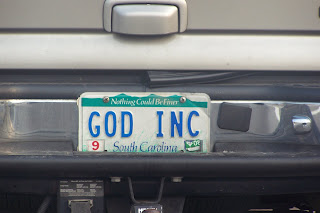 Nothing Could Be Finer
GOD INC
9 South Carolina